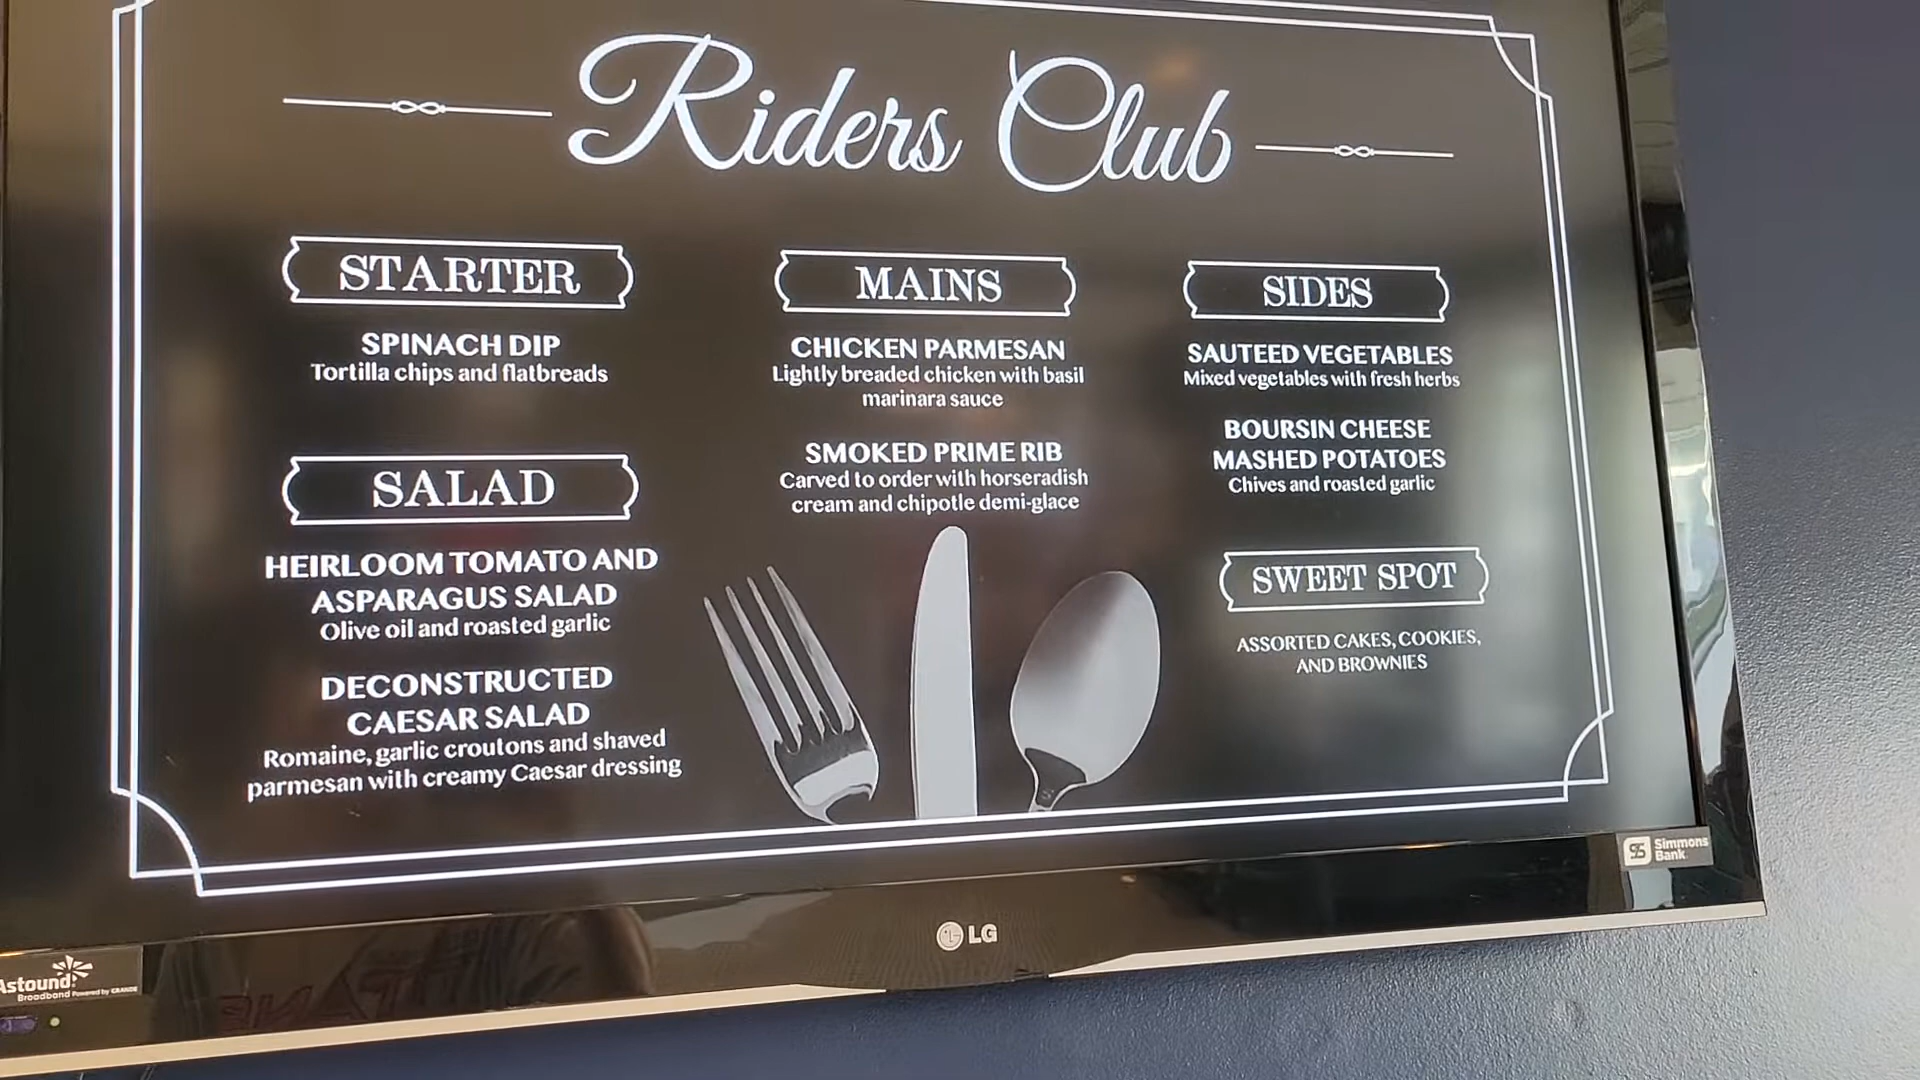 Riders Club
STARTER
SPINACH DIP
Tortilla chips and flatbreads
SALAD
HEIRLOOM TOMATO AND
ASPARAGUS SALAD
Olive oil and roasted garlic
DECONSTRUCTED
CAESAR SALAD
Romaine, garlic croutons and shaved
parmesan with creamy Caesar dressing
MAINS
CHICKEN PARMESAN
Lightly breaded chicken with basil
marinara sauce
SMOKED PRIME RIB
Carved to order with horseradish
cream and chipotle demi-glace
SIDES
SAUTEED VEGETABLES
Mixed vegetables with fresh herbs
BOURSIN CHEESE
MASHED POTATOES
Chives and roasted garlic
SWEET SPOT
ASSORTED CAKES, COOKIES,
AND BROWNIES
Simmons
Bank
LG
Astound
Broadband Powered by GRANDE